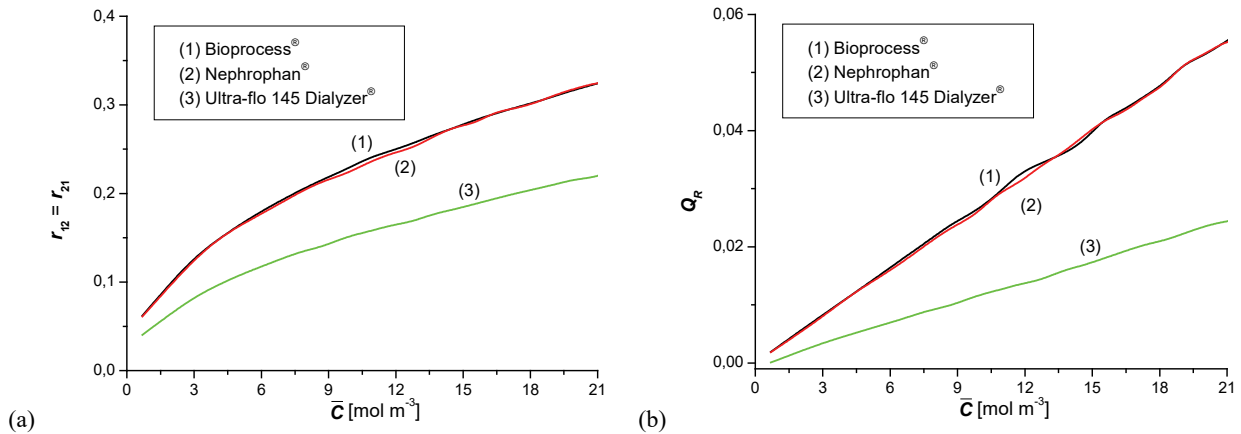 0,4
(1) Bioprocess®
(2) Nephrophan®
(3) Ultra-flo 145 Dialyzer®
0,3
(1)
(2)
0,2
(3)
r12 = r21
0,1
0,0
0 3 6 9 12 15 18 21
(a)
C̅ [mol m-3]
0,06
(1) Bioprocess®
(2) Nephrophan®
(3) Ultra-flo 145 Dialyzer®
0,04
(1)
QR
(2)
0,02
(3)
0,00
0 3 6 9 12 15 18 21
(b)
C̅ [mol m-3]